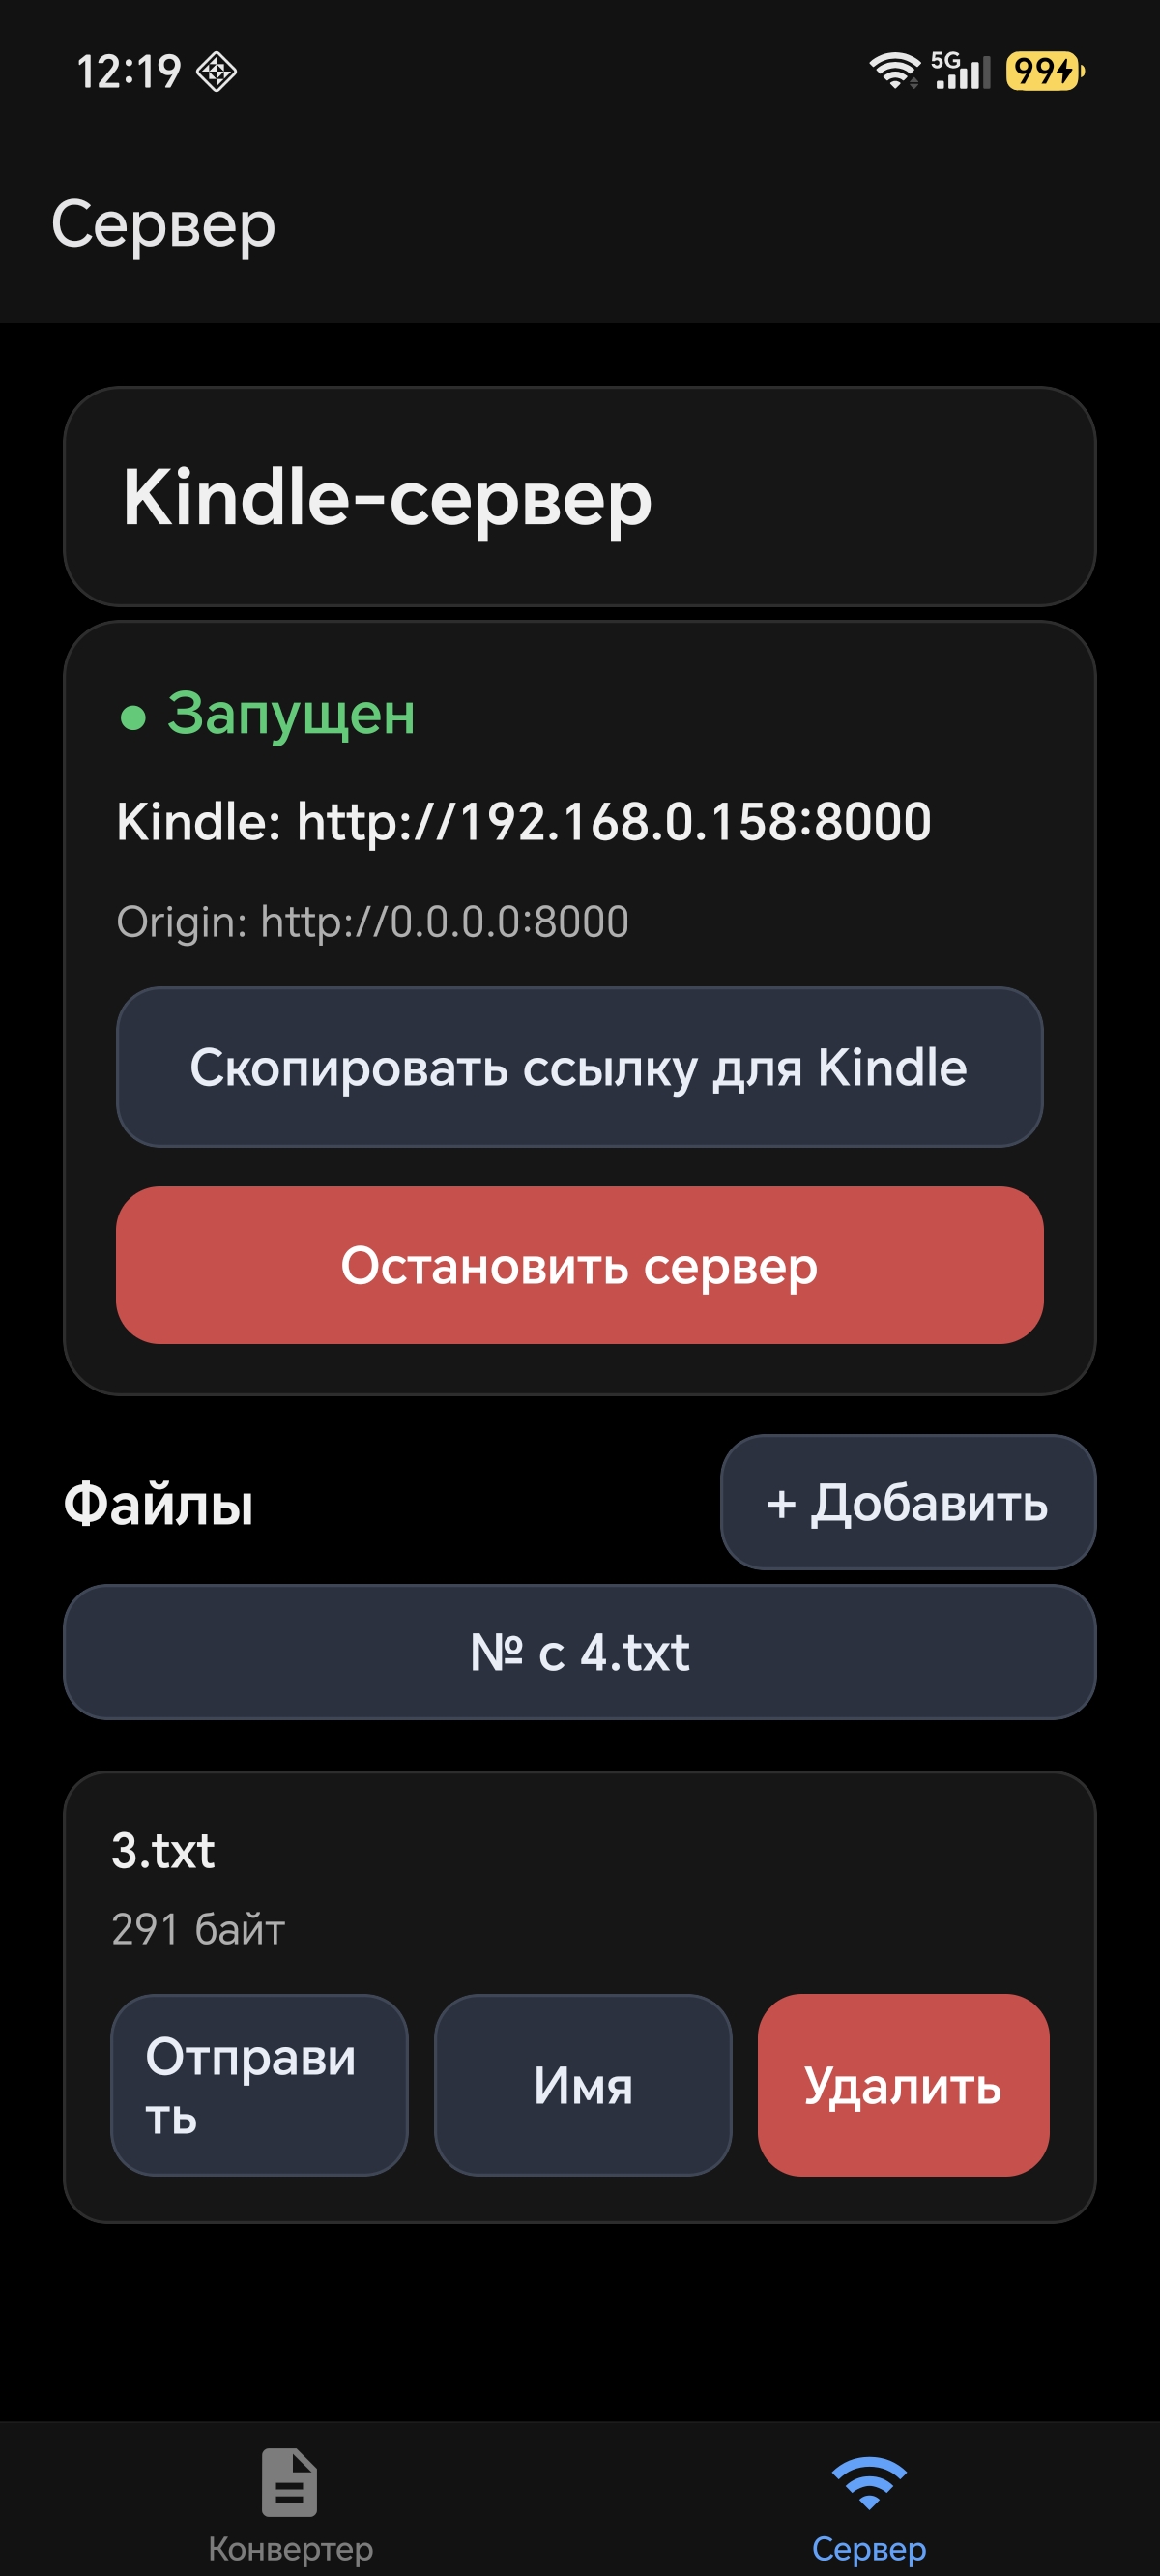 12:19
5G
99
Сервер
Kindle-сервер
• Запущен
Kindle: http://192.168.0.158:8000
Origin: http://0.0.0.0:8000
Скопировать ссылку для Kindle
Остановить сервер
Файлы
+ Добавить
№ с 4.txt
3.txt
291 байт
Отправи
ть
Имя
Удалить
Конвертер
Сервер